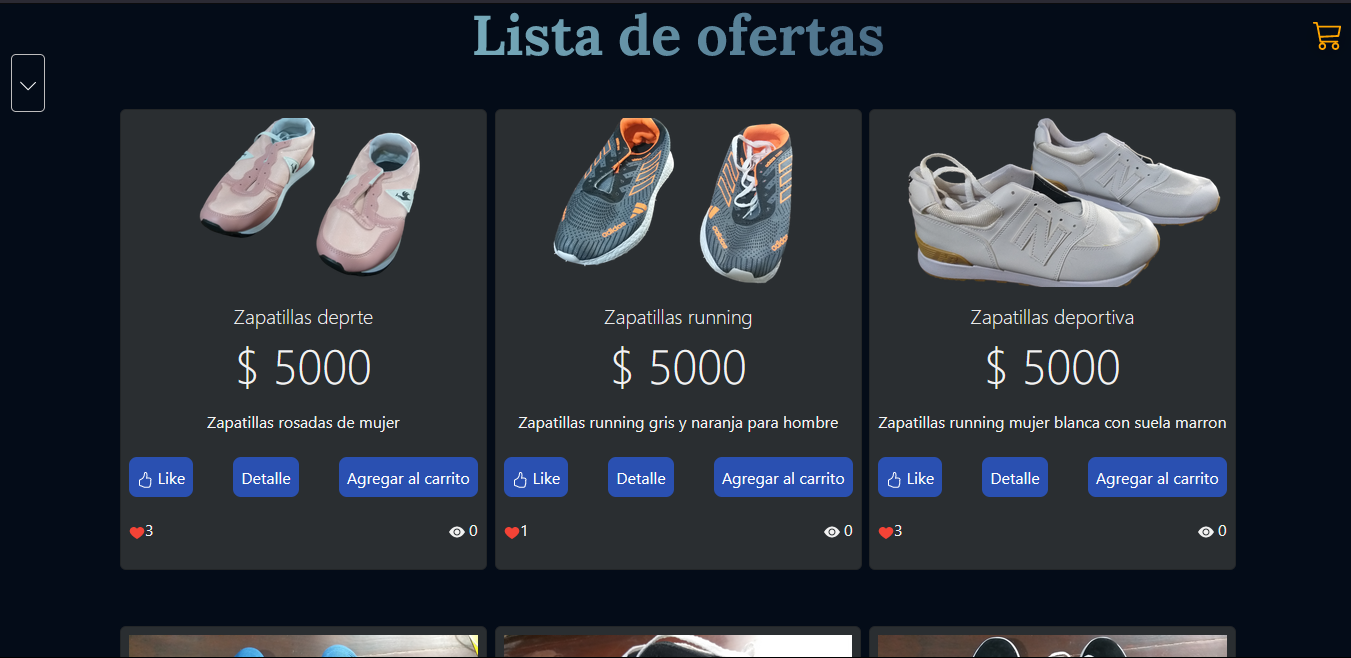 Lista de ofertas
Zapatillas deprte
$ 5000
Zapatillas rosadas de mujer
Like Detalle Agregar al carrito
3 0
adidas adidas
Zapatillas running
$ 5000
Zapatillas running gris y naranja para hombre
Like Detalle Agregar al carrito
1 0
N N
Zapatillas deportiva
$ 5000
Zapatillas running mujer blanca con suela marron
Like Detalle Agregar al carrito
3 0